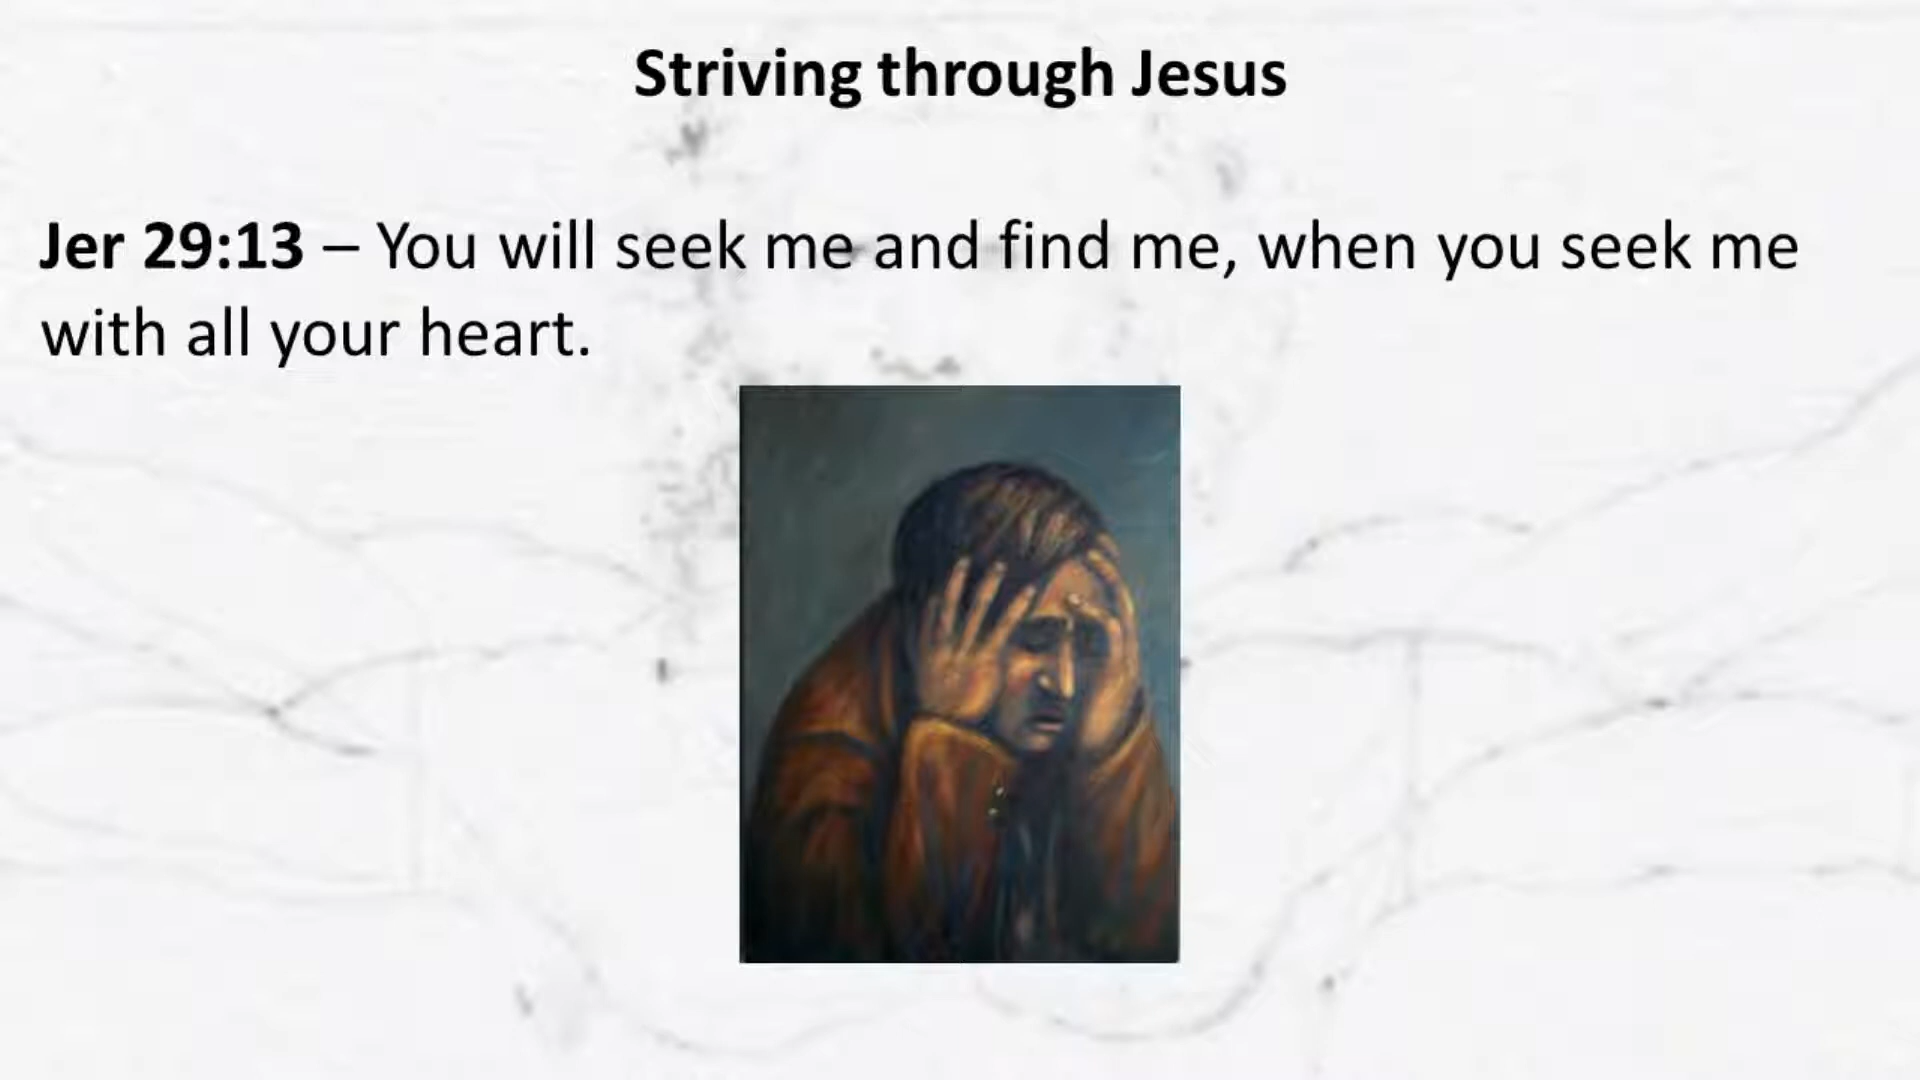 Striving through Jesus
Jer 29:13 – You will seek me and find me, when you seek me
with all your heart.